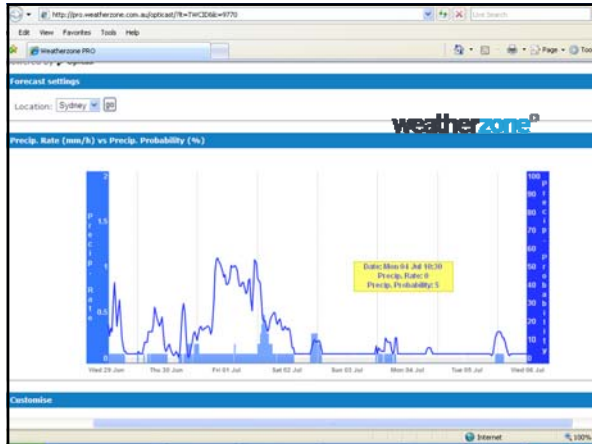 http://pro.weatherzone.com.au/opticast/?lt=TWCID&lc=9770
Live Search
Edit View Favorites Tools Help
Weatherzone PRO
Page
Forecast settings
Location: Sydney go
weatherzone
Precip. Rate (mm/h) vs Precip. Probability (%)
2
1.5
1
0.5
0
Precip. Rate
100
90
80
70
60
50
40
30
20
10
0
Precip. Probability
Date: Mon 04 Jul 10:30
Precip. Rate: 0
Precip. Probability: 5
Wed 29 Jun Thu 30 Jun Fri 01 Jul Sat 02 Jul Sun 03 Jul Mon 04 Jul Tue 05 Jul Wed 06 Jul
Customise
Internet 100%